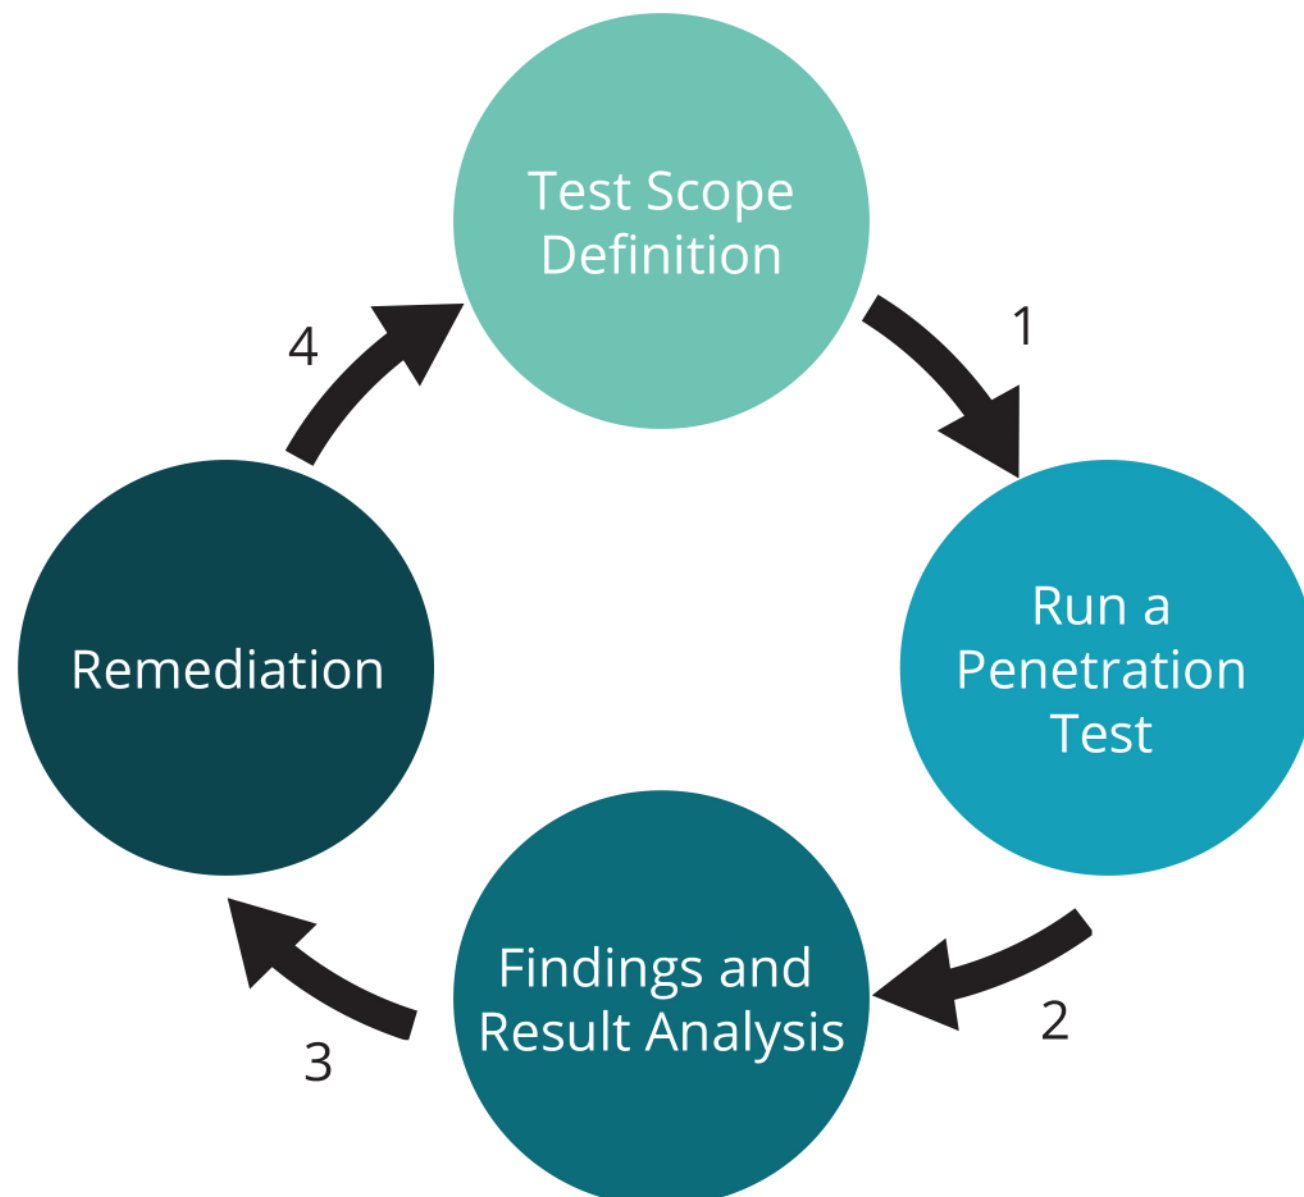 Test Scope
Definition
1
Run a
Penetration
Test
2
Findings and
Result Analysis
3
Remediation
4